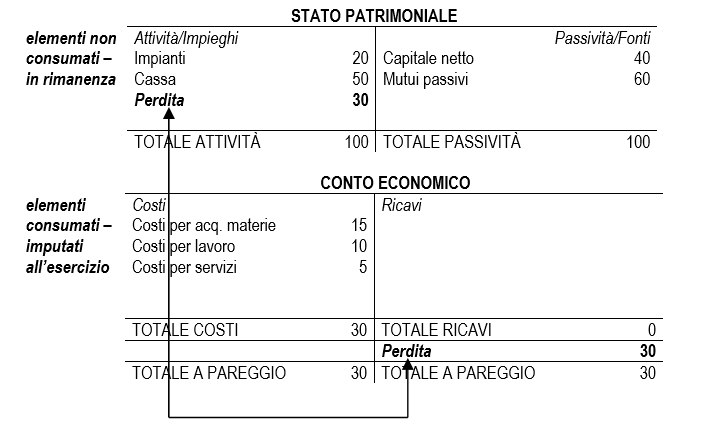 STATO PATRIMONIALE
elementi non Attività/Impieghi Passività/Fonti
consumati – Impianti 20 Capitale netto 40
in rimanenza Cassa 50 Mutui passivi 60
Perdita 30
TOTALE ATTIVITÀ 100 TOTALE PASSIVITÀ 100
CONTO ECONOMICO
elementi Costi Ricavi
consumati – Costi per acq. materie 15
imputati Costi per lavoro 10
all'esercizio Costi per servizi 5
TOTALE COSTI 30 TOTALE RICAVI 0
Perdita 30
TOTALE A PAREGGIO 30 TOTALE A PAREGGIO 30